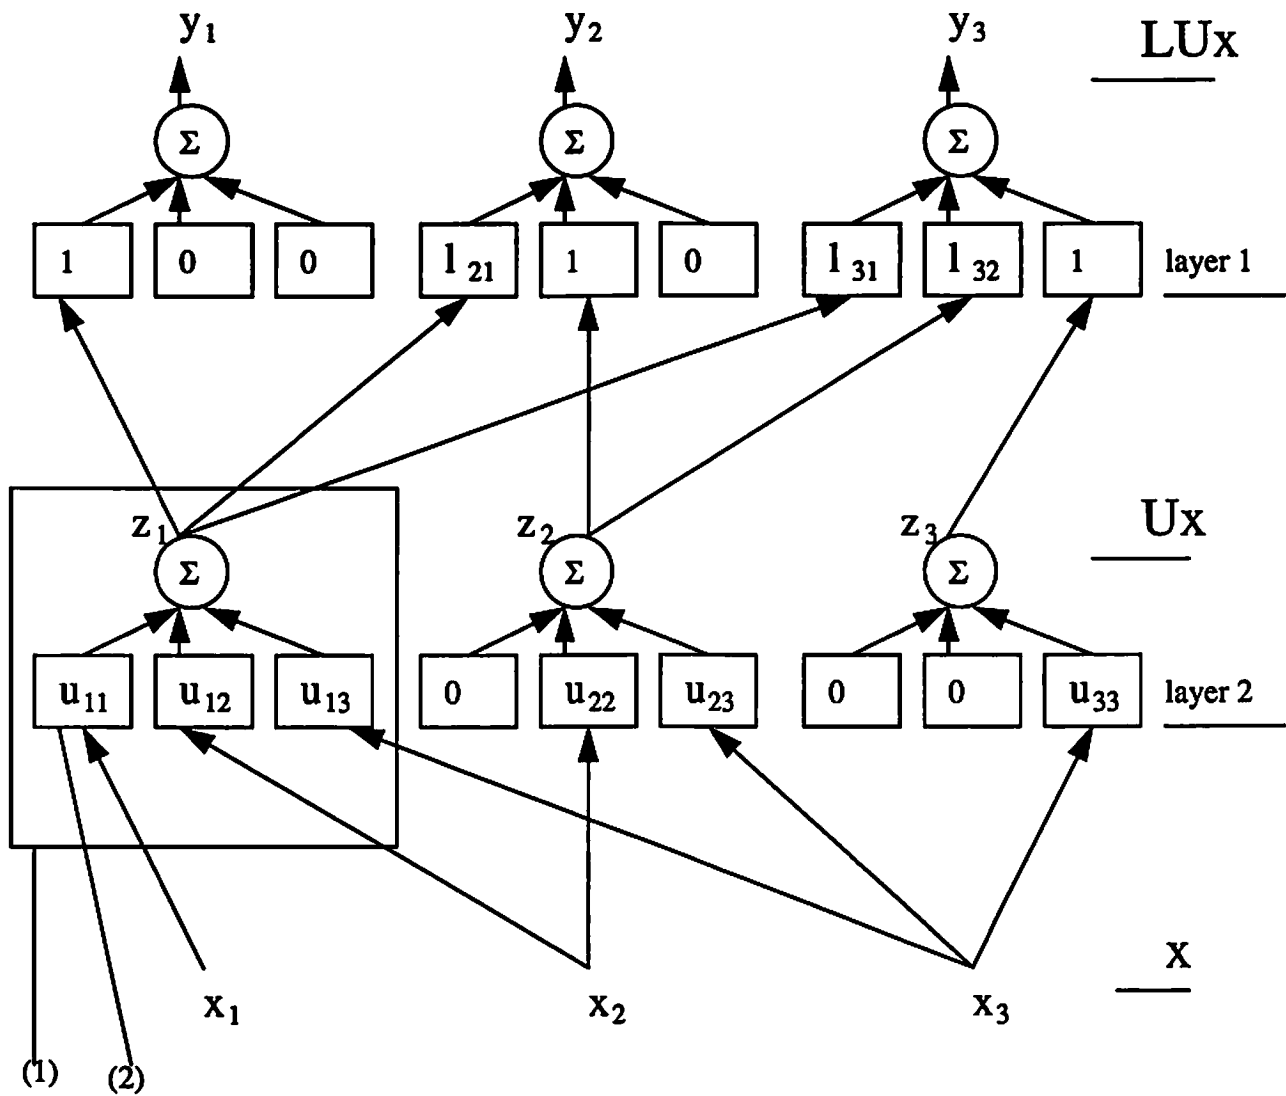 y1 y2 y3 LUx
Σ Σ Σ
1 0 0 l21 1 0 l31 l32 1 layer 1
z1 z2 z3 Ux
Σ Σ Σ
u11 u12 u13 0 u22 u23 0 0 u33 layer 2
x
x1 x2 x3
(1) (2)